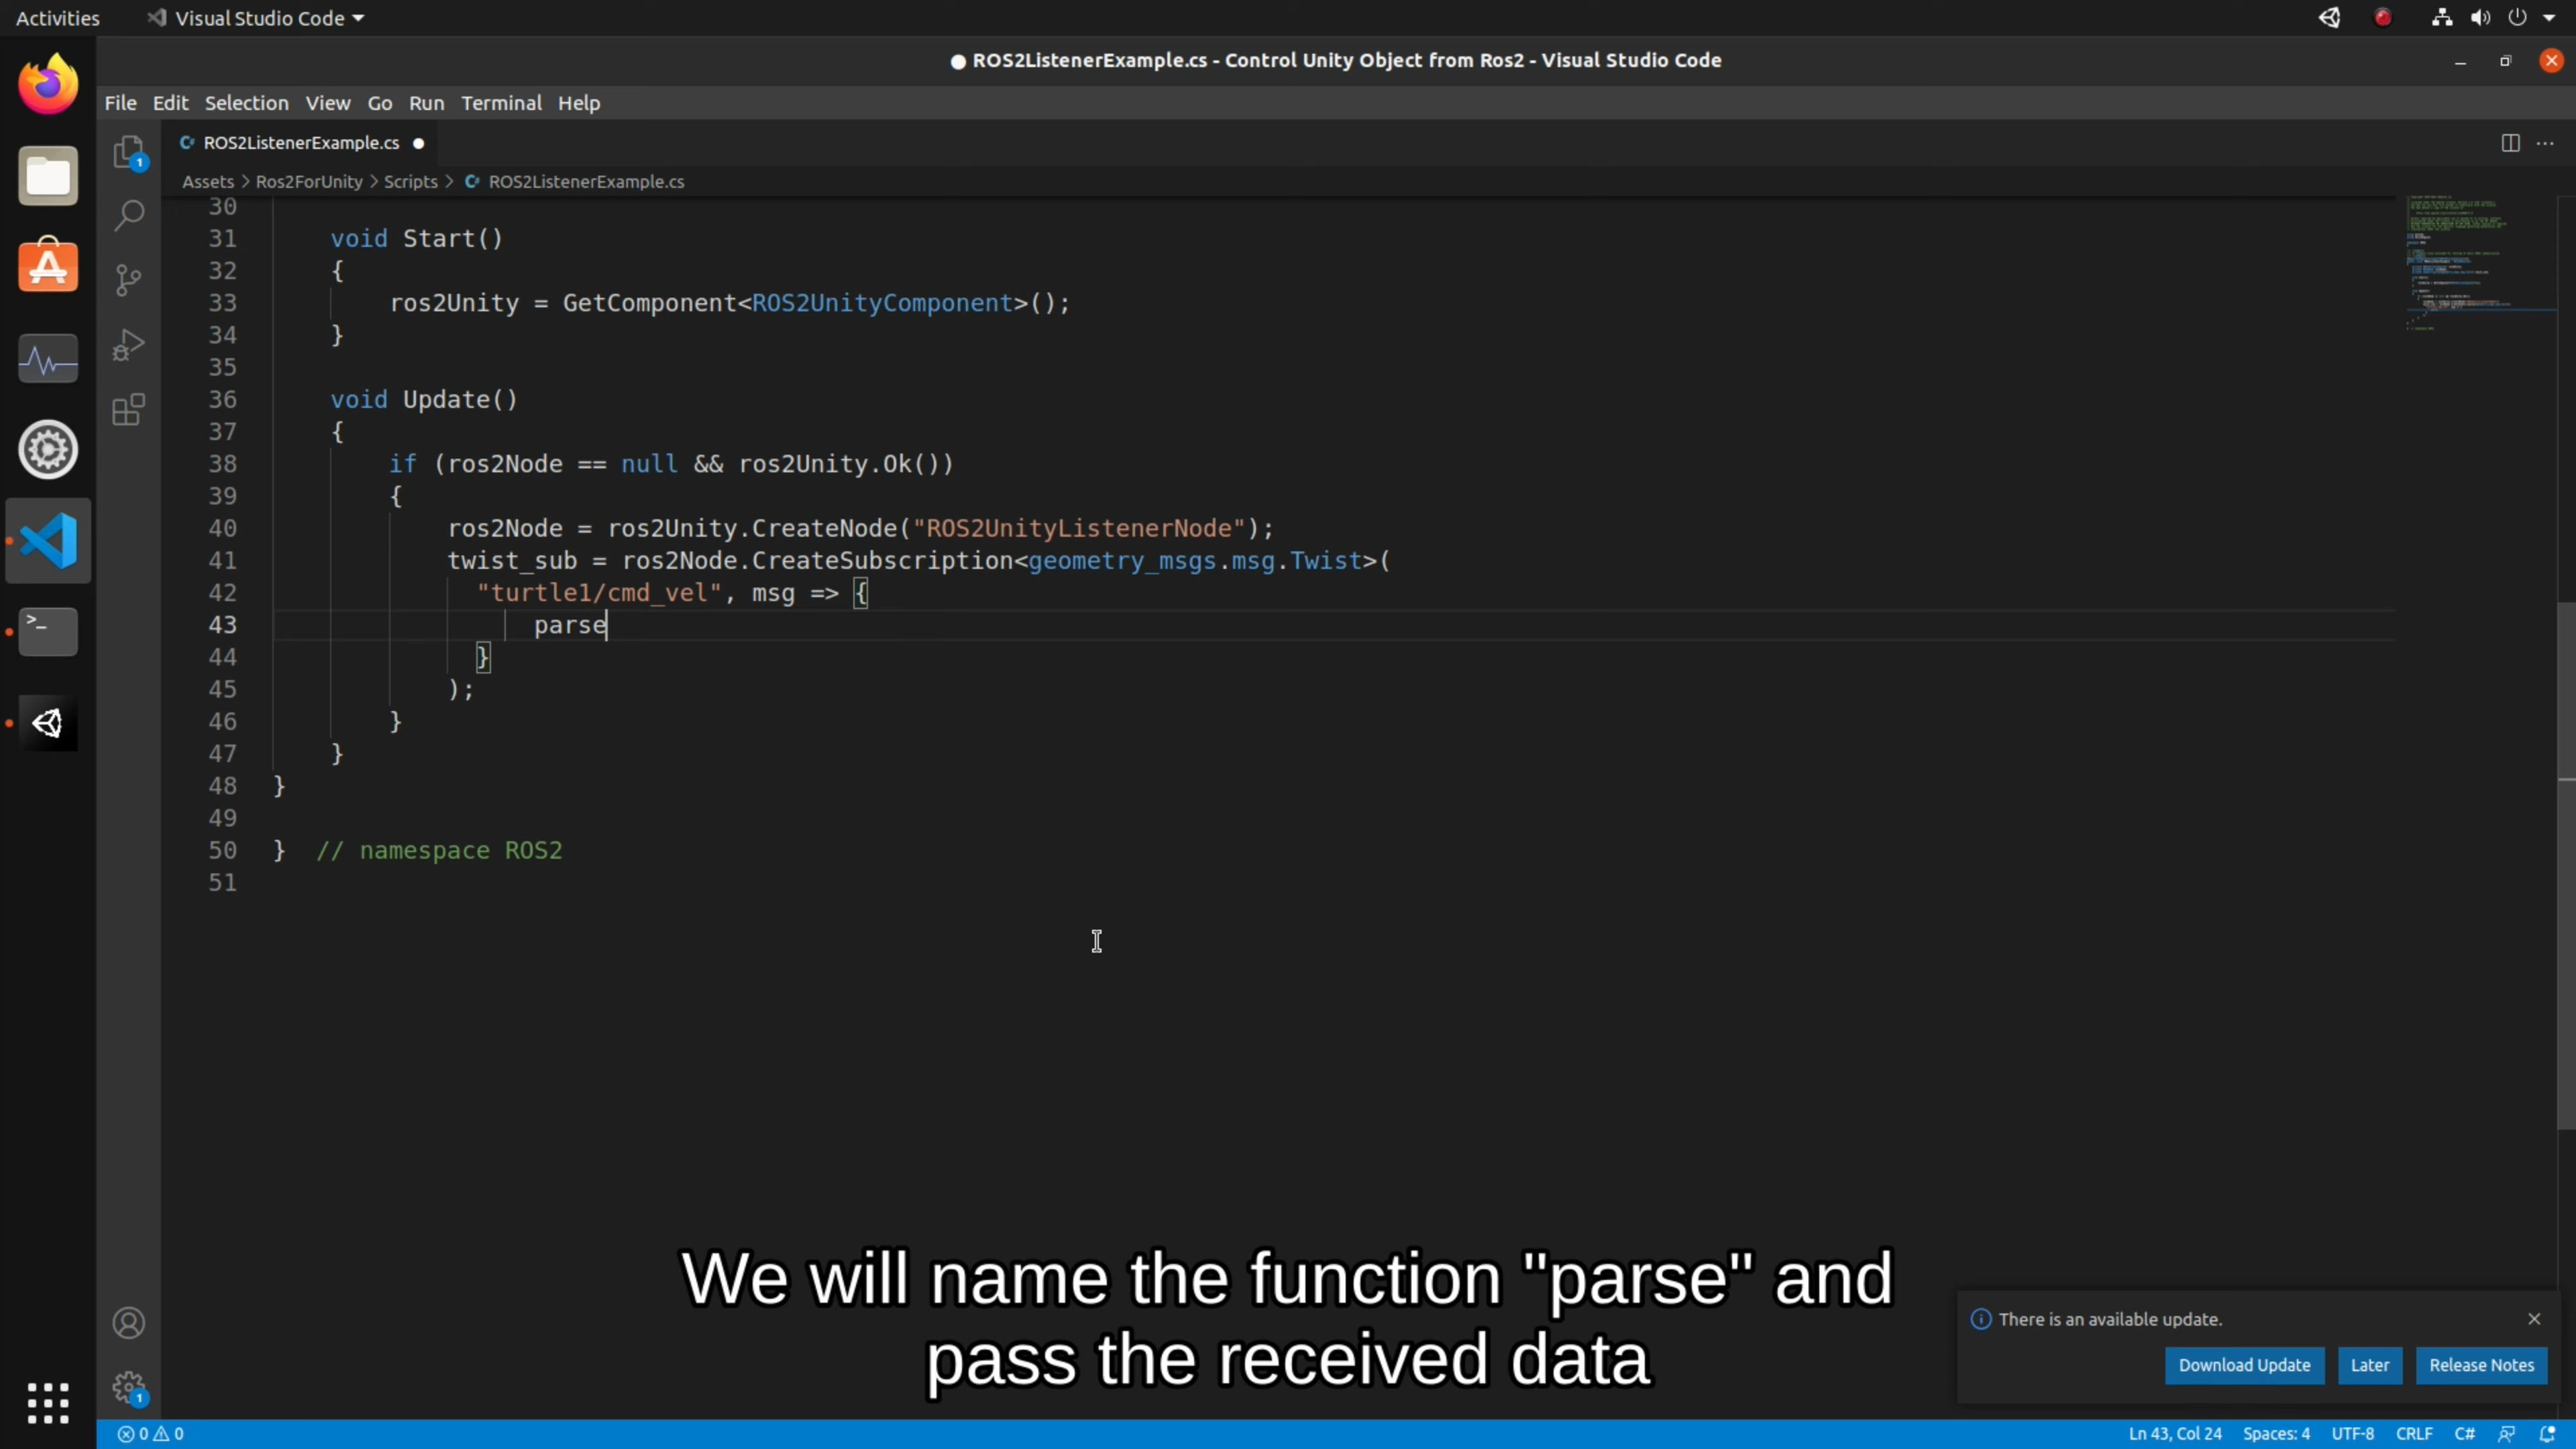 Activities
Visual Studio Code
● ROS2ListenerExample.cs - Control Unity Object from Ros2 - Visual Studio Code
File Edit Selection View Go Run Terminal Help
1
ROS2ListenerExample.cs
Assets > Ros2ForUnity > Scripts > ROS2ListenerExample.cs
30
31 void Start()
32 {
33 ros2Unity = GetComponent<ROS2UnityComponent>();
34 }
35
36 void Update()
37 {
38 if (ros2Node == null && ros2Unity.Ok())
39 {
40 ros2Node = ros2Unity.CreateNode("ROS2UnityListenerNode");
41 twist_sub = ros2Node.CreateSubscription<geometry_msgs.msg.Twist>(
42 "turtle1/cmd_vel", msg => {
43 parse
44 }
45 );
46 }
47 }
48 }
49
50 } // namespace ROS2
51
We will name the function "parse" and
pass the received data
There is an available update.
Download Update Later Release Notes
1
0 0
Ln 43, Col 24 Spaces: 4 UTF-8 CRLF C#